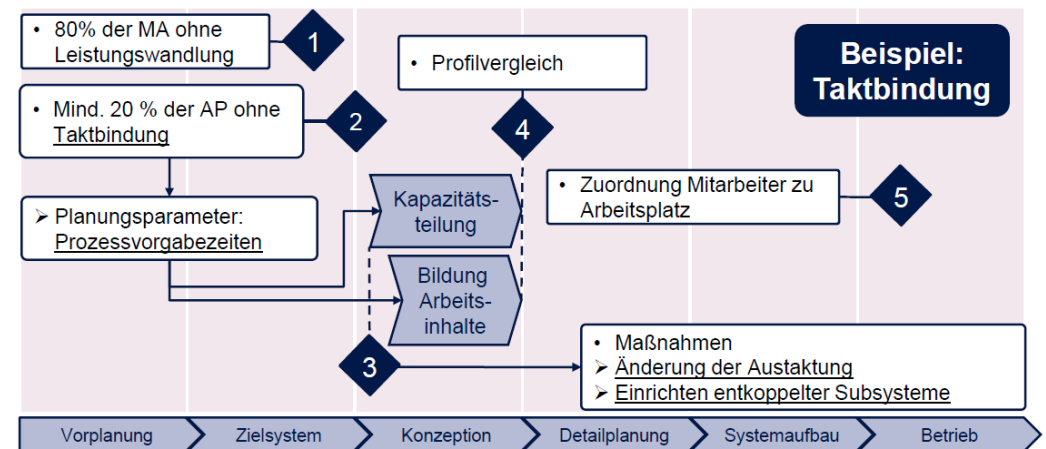 • 80% der MA ohne
Leistungswandlung
1
Beispiel:
Taktbindung
• Profilvergleich
• Mind. 20 % der AP ohne
Taktbindung
2
4
• Zuordnung Mitarbeiter zu
Arbeitsplatz
5
➢ Planungsparameter:
Prozessvorgabezeiten
Kapazitäts-
teilung
Bildung
Arbeits-
inhalte
3
• Maßnahmen
➢ Änderung der Austaktung
➢ Einrichten entkoppelter Subsysteme
Vorplanung
Zielsystem
Konzeption
Detailplanung
Systemaufbau
Betrieb